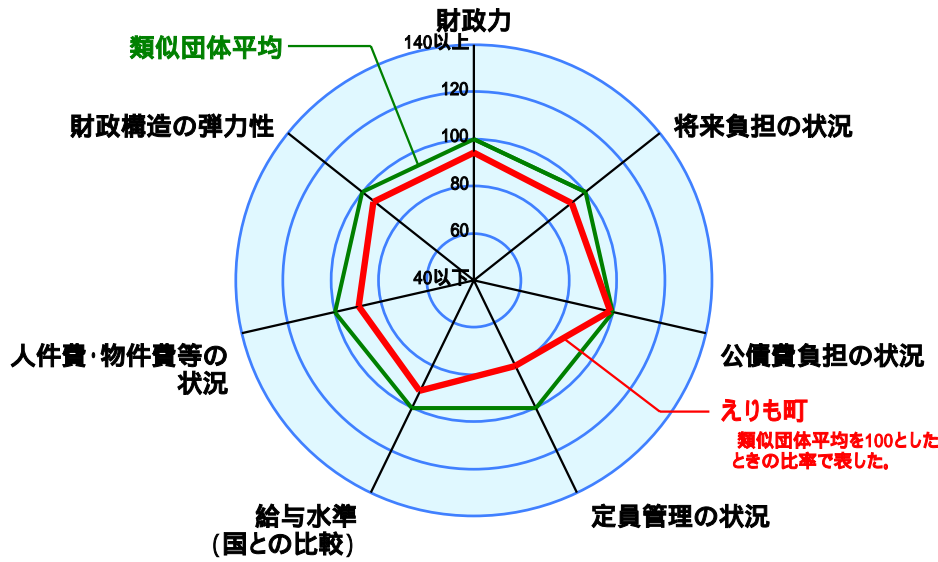 財政力
140以上
類似団体平均
120
財政構造の弾力性
将来負担の状況
100
80
60
40以下
人件費・物件費等の
状況
公債費負担の状況
えりも町
類似団体平均を100とした
ときの比率で表した。
給与水準
(国との比較)
定員管理の状況